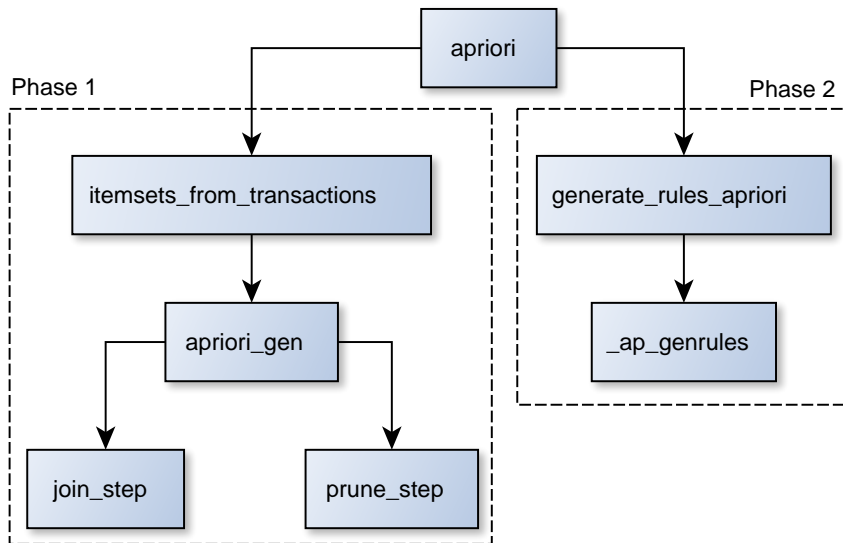 apriori
Phase 1
Phase 2
itemsets_from_transactions
generate_rules_apriori
apriori_gen
_ap_genrules
join_step
prune_step